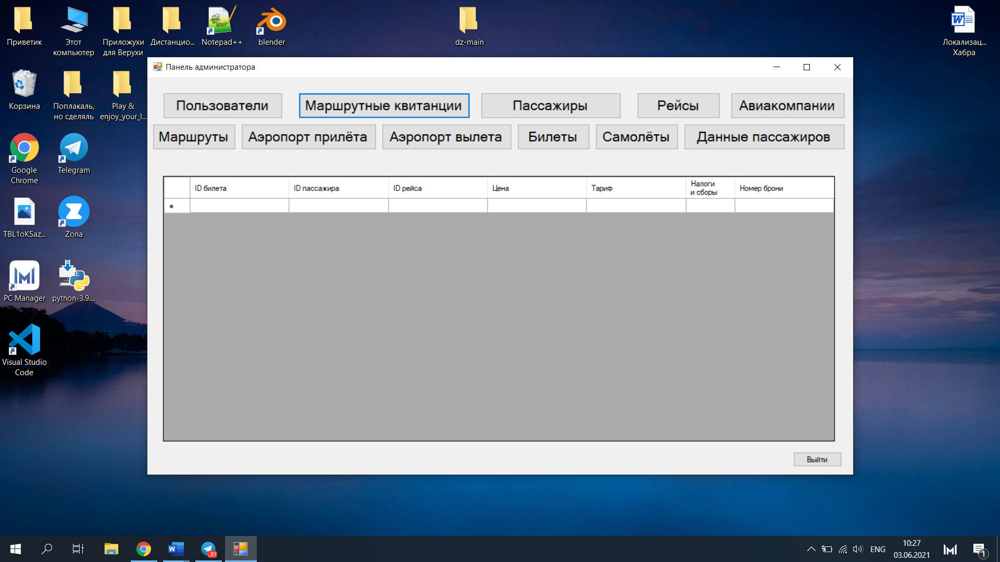 Приветик
Этот
компьютер
Приложухи
для Верухи
Дистанцио...
Notepad++
blender
dz-main
Локализац...
Хабра
Корзина
Поплакаль,
но сделяль
Play &
enjoy_your_l...
Google
Chrome
Telegram
TBL1oKSaz...
Zona
PC Manager
python-3.9....
Visual Studio
Code
Панель администратора
Пользователи
Маршрутные квитанции
Пассажиры
Рейсы
Авиакомпании
Маршруты
Аэропорт прилёта
Аэропорт вылета
Билеты
Самолёты
Данные пассажиров
ID билета
ID пассажира
ID рейса
Цена
Тариф
Налоги
и сборы
Номер брони
Выйти
..81
ENG
10:27
03.06.2021
1